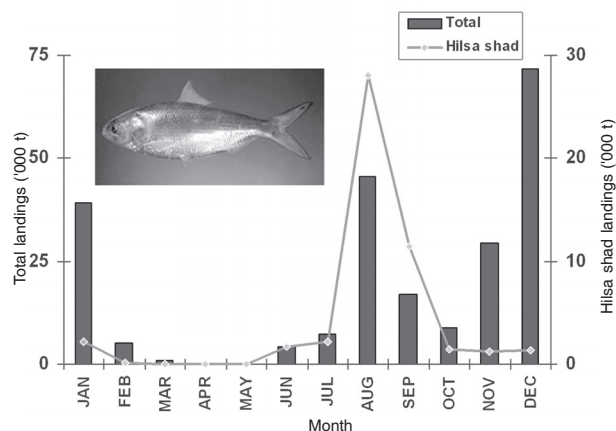 Total
Hilsa shad
75
50
25
0
Total landings ('000 t)
30
20
10
0
Hilsa shad landings ('000 t)
JAN
FEB
MAR
APR
MAY
JUN
JUL
AUG
SEP
OCT
NOV
DEC
Month